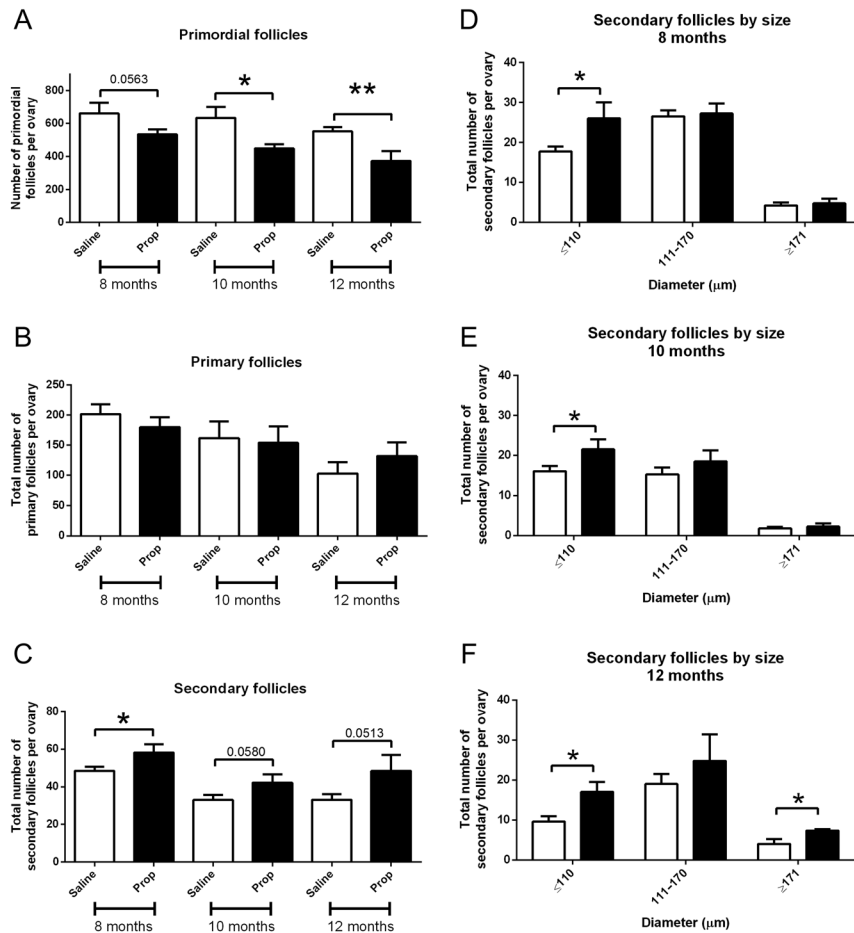 A
Primordial follicles
Number of primordial
follicles per ovary
800
600
400
200
0
0.0563
*
**
Saline
Prop
Saline
Prop
Saline
Prop
8 months
10 months
12 months
B
Primary follicles
Total number of
primary follicles per ovary
250
200
150
100
50
0
Saline
Prop
Saline
Prop
Saline
Prop
8 months
10 months
12 months
C
Secondary follicles
Total number of
secondary follicles per ovary
80
60
40
20
0
*
0.0580
0.0513
Saline
Prop
Saline
Prop
Saline
Prop
8 months
10 months
12 months
D
Secondary follicles by size
8 months
Total number of
secondary follicles per ovary
40
30
20
10
0
*
≤110
111-170
≥171
Diameter (μm)
E
Secondary follicles by size
10 months
Total number of
secondary follicles per ovary
40
30
20
10
0
*
≤110
111-170
≥171
Diameter (μm)
F
Secondary follicles by size
12 months
Total number of
secondary follicles per ovary
40
30
20
10
0
*
*
≤110
111-170
≥171
Diameter (μm)